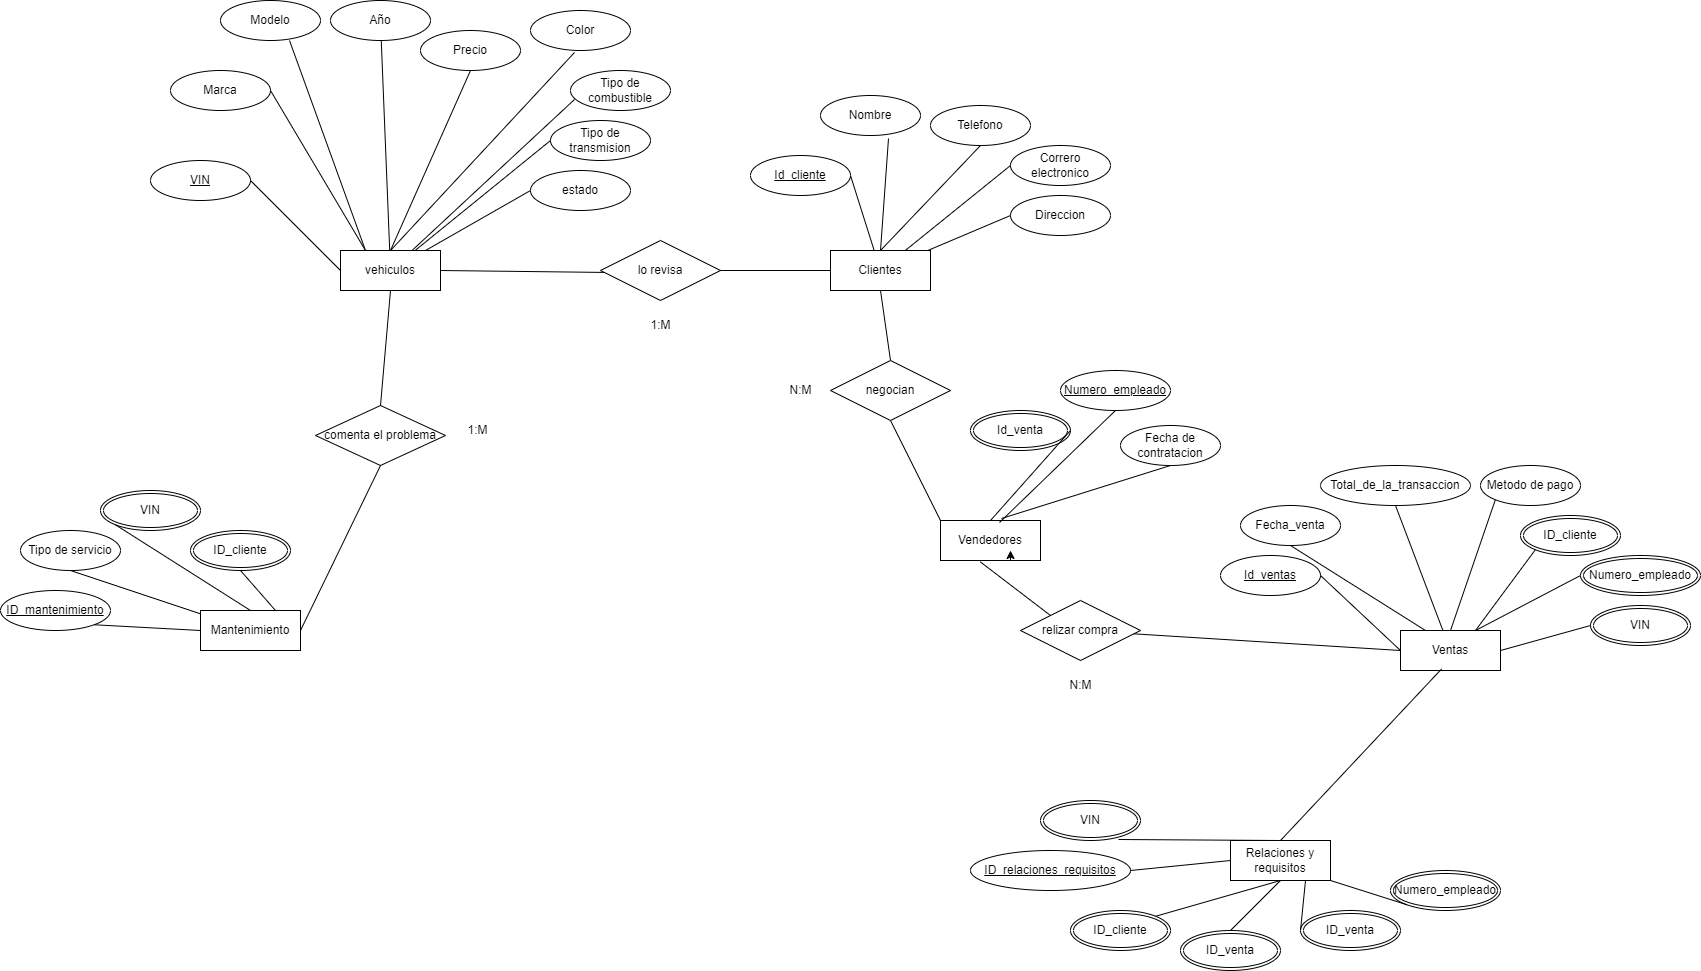 Modelo
Año
Precio
Color
Marca
Tipo de
combustible
Tipo de
transmision
VIN
estado
Nombre
Telefono
Correro
electronico
Id_cliente
Direccion
vehiculos
lo revisa
Clientes
1:M
N:M
negocian
Numero_empleado
Id_venta
Fecha de
contratacion
comenta el problema
1:M
VIN
Tipo de servicio
ID_cliente
ID_mantenimiento
Mantenimiento
Vendedores
Total_de_la_transaccion
Metodo de pago
Fecha_venta
ID_cliente
Id_ventas
Numero_empleado
VIN
relizar compra
Ventas
N:M
VIN
Relaciones y
requisitos
ID_relaciones_requisitos
Numero_empleado
ID_cliente
ID_venta
ID_venta